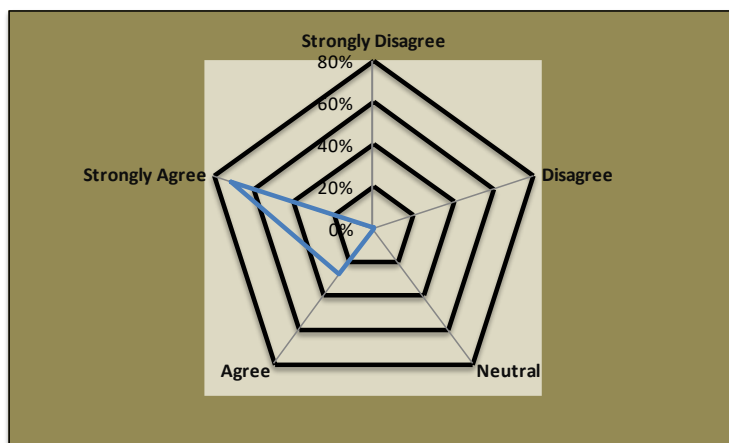 Strongly Disagree
80%
60%
40%
Strongly Agree
Disagree
20%
0%
Agree
Neutral